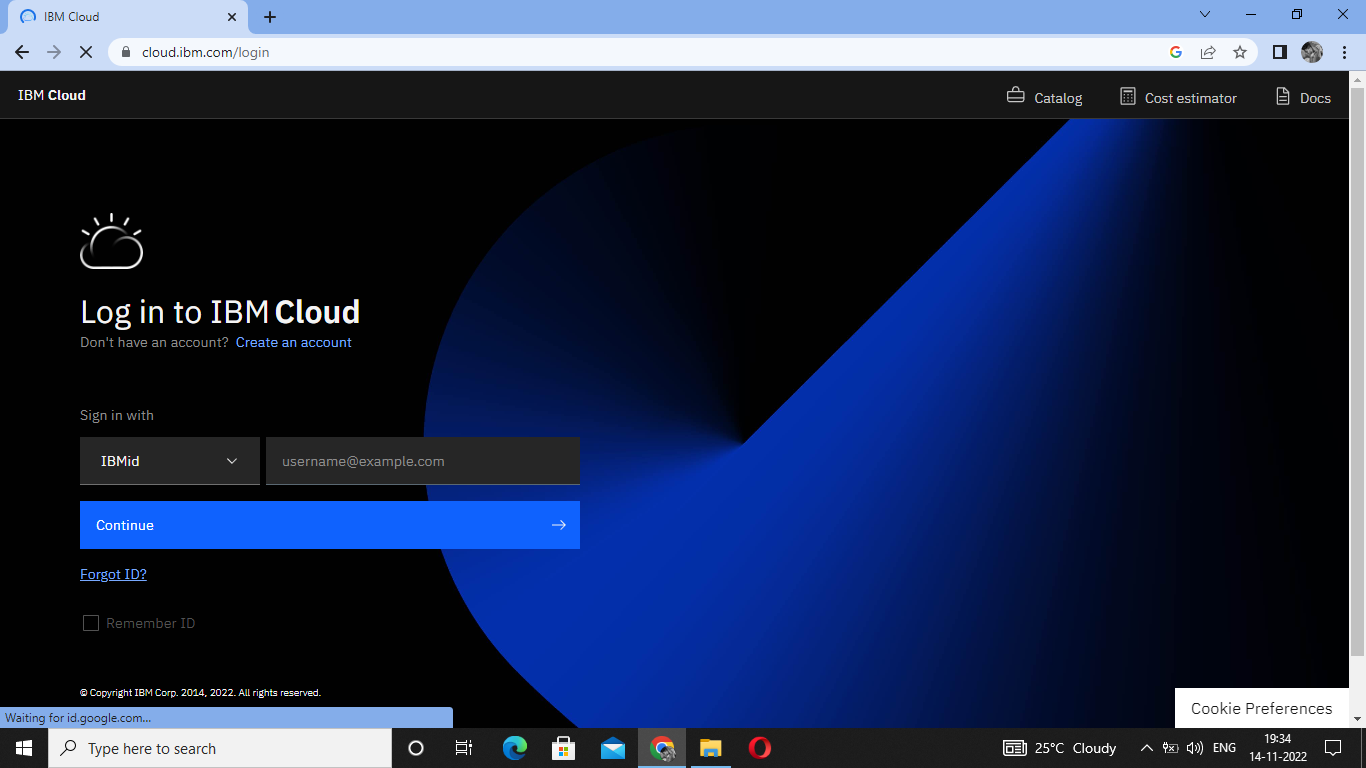 IBM Cloud
cloud.ibm.com/login
IBM Cloud
Catalog
Cost estimator
Docs
Log in to IBM Cloud
Don't have an account? Create an account
Sign in with
IBMid
username@example.com
Continue
Forgot ID?
Remember ID
© Copyright IBM Corp. 2014, 2022. All rights reserved.
Cookie Preferences
Waiting for id.google.com...
Type here to search
25°C Cloudy
ENG
19:34
14-11-2022